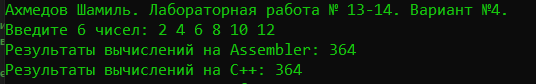 Ахмедов Шамиль. Лабораторная работа № 13-14. Вариант №4.
Введите 6 чисел: 2 4 6 8 10 12
Результаты вычислений на Assembler: 364
Результаты вычислений на C++: 364